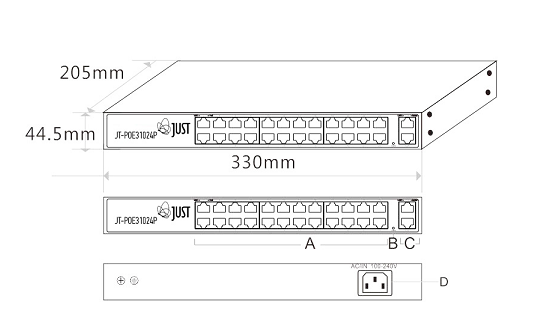 205mm
44.5mm
JT-POE31024P
JUST
330mm
JT-POE31024P
JUST
A
B
C
AC/IN 100-240V
D